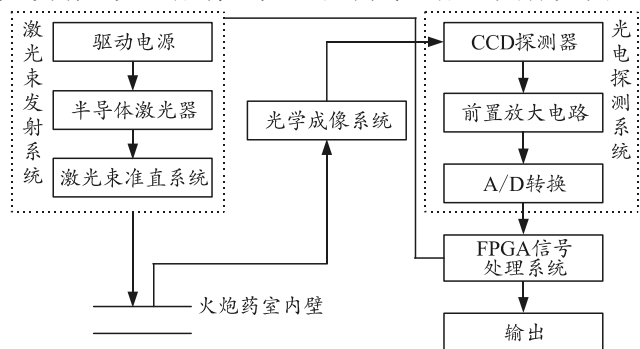 激光束发射系统
驱动电源
半导体激光器
激光束准直系统
光学成像系统
火炮药室内壁
光电探测系统
CCD探测器
前置放大电路
A/D转换
FPGA信号
处理系统
输出